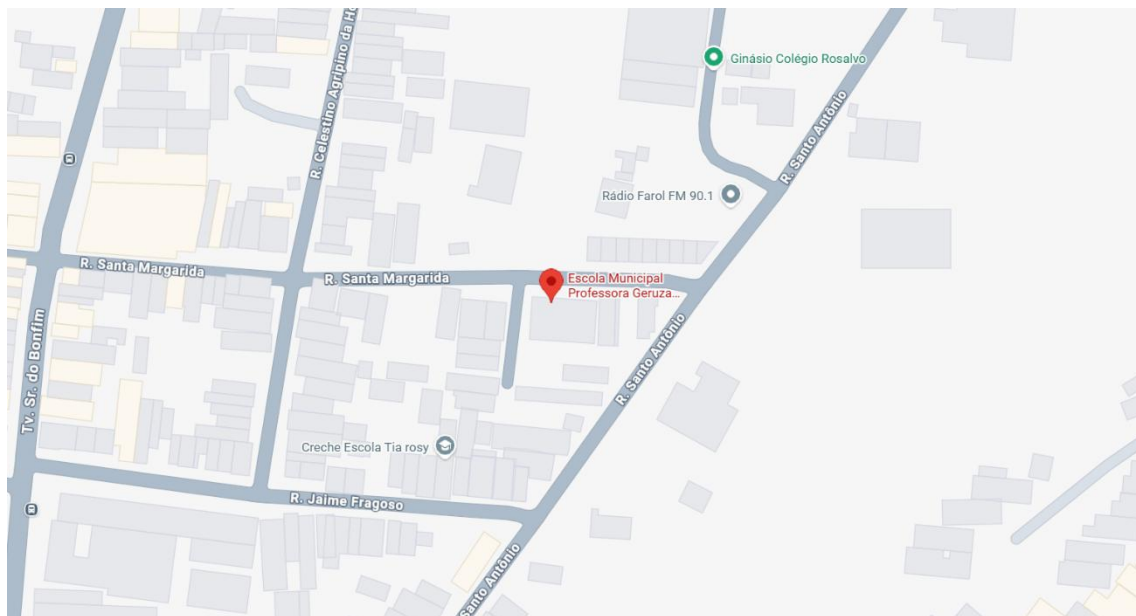 Ginásio Colégio Rosalvo
R. Santo Antônio
R. Celestino Agripino da
Rádio Farol FM 90.1
R. Santa Margarida
R. Santa Margarida
Escola Municipal
Professora Geruza...
R. Santo Antônio
Tv. Sr. do Bonfim
Creche Escola Tia rosy
R. Jaime Fragoso
Santo Antônio